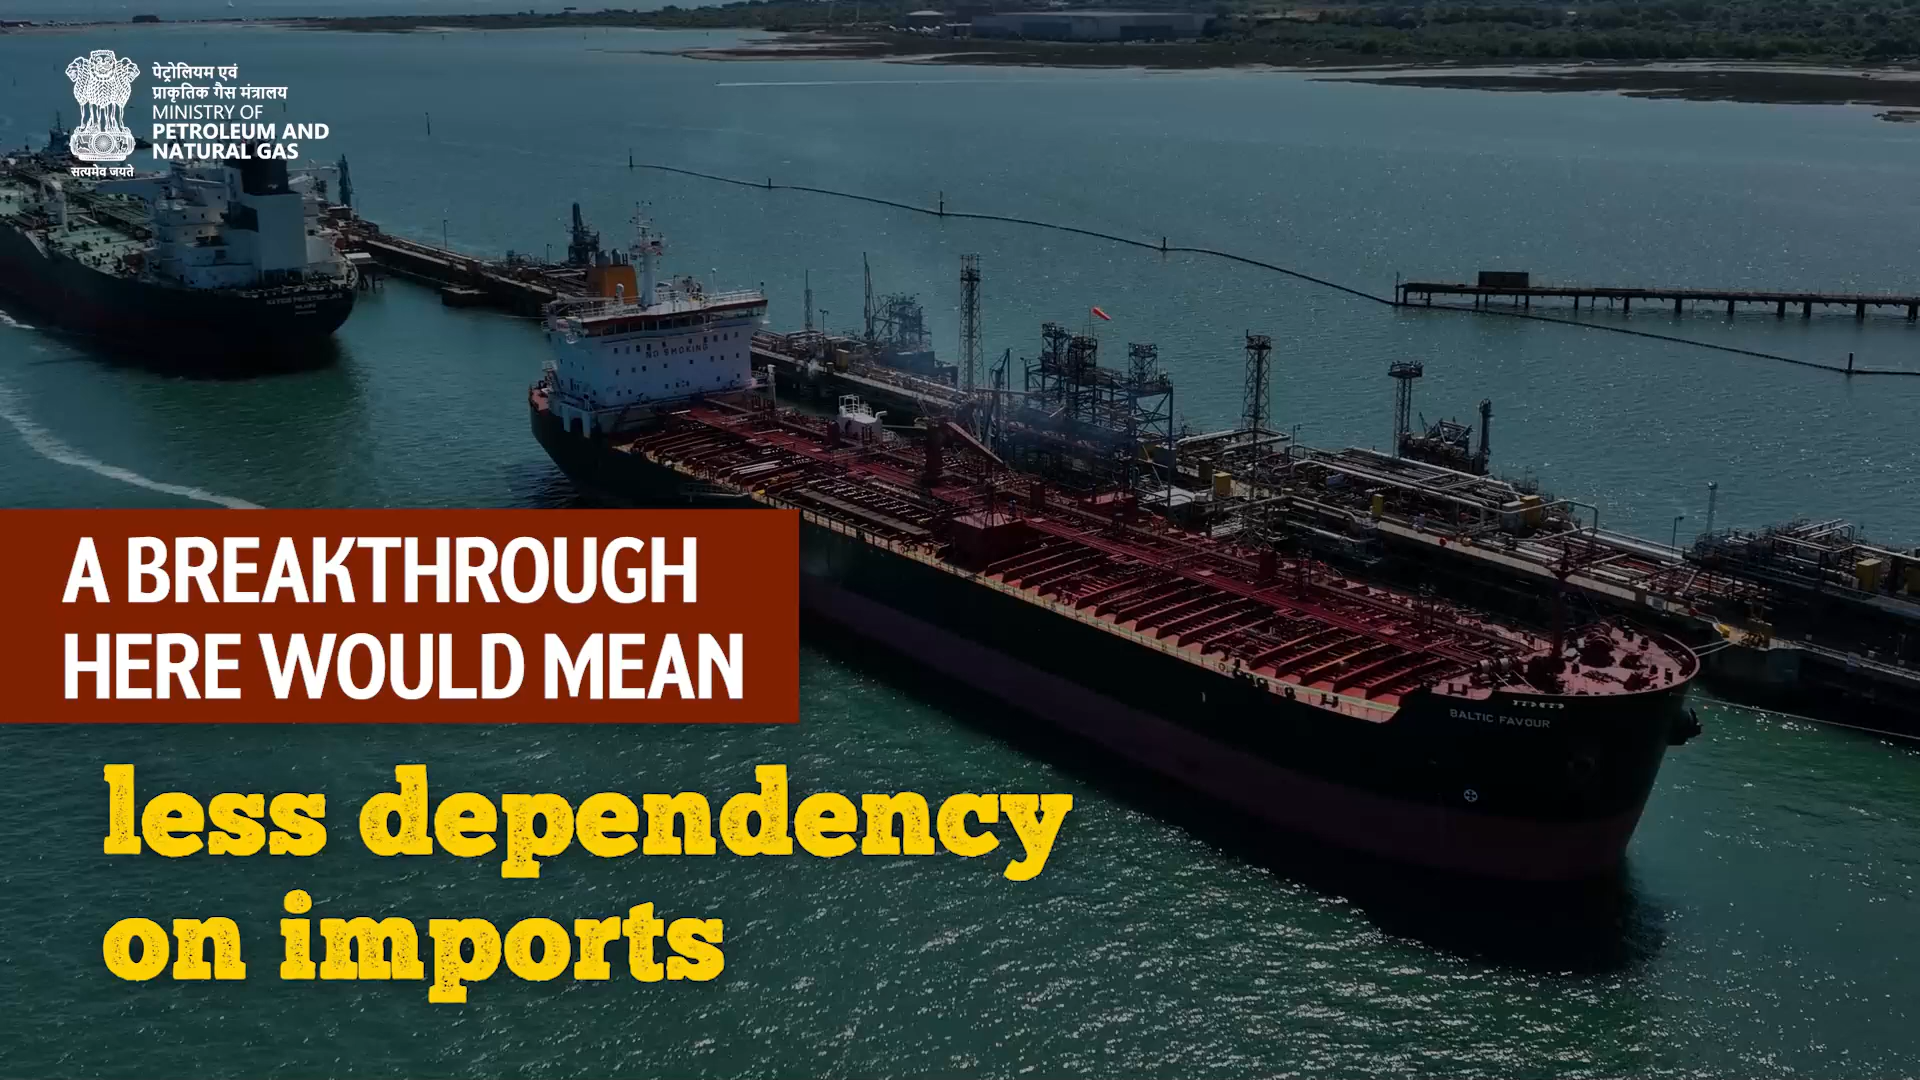 पेट्रोलियम एवं
प्राकृतिक गैस मंत्रालय
MINISTRY OF
PETROLEUM AND
NATURAL GAS
सत्यमेव जयते
NO SMOKING
A BREAKTHROUGH
HERE WOULD MEAN
BALTIC FAVOUR
less dependency
on imports